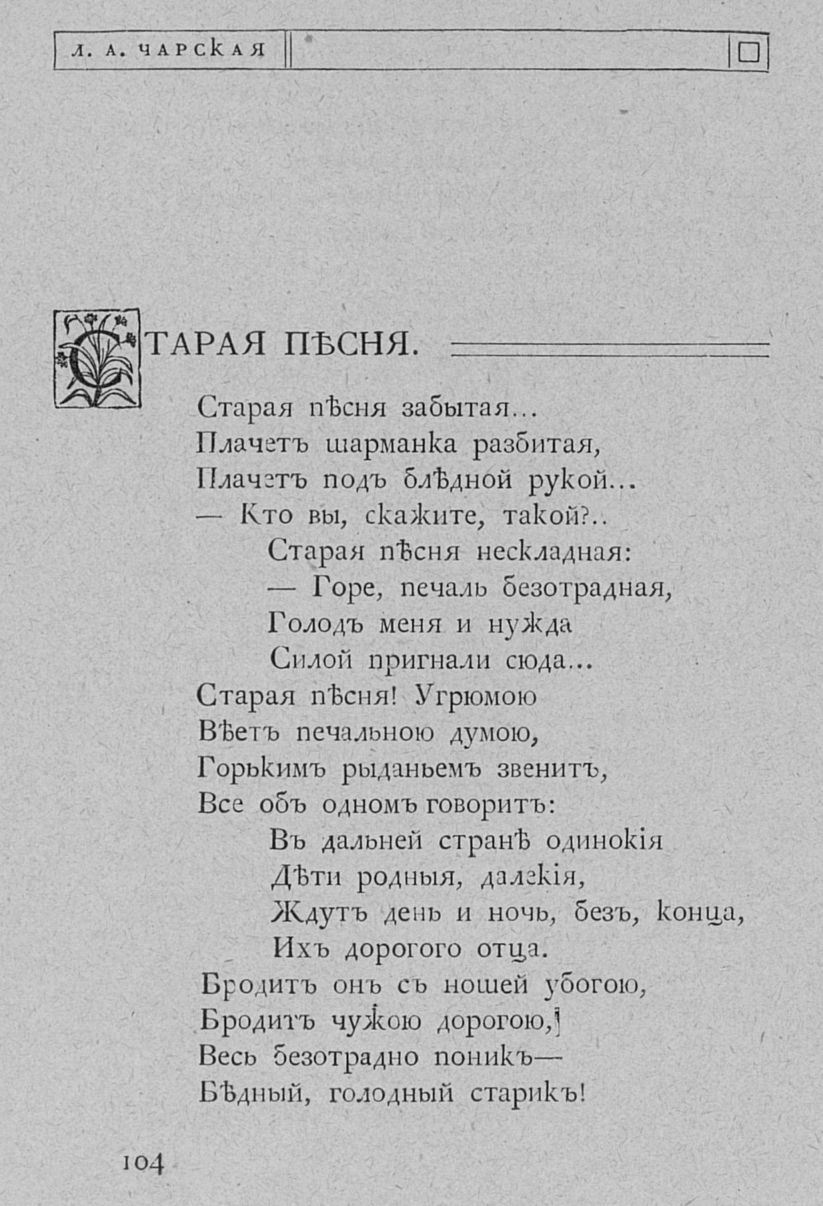 Л. А. ЧАРСКАЯ
СТАРАЯ ПѢСНЯ.
Старая пѣсня забытая...
Плачетъ шарманка разбитая,
Плачетъ подъ блѣдной рукой...
— Кто вы, скажите, такой?..
Старая пѣсня нескладная:
— Горе, печаль безотрадная,
Голодъ меня и нужда
Силой пригнали сюда...
Старая пѣсня! Угрюмою
Вѣетъ печальною думою,
Горькимъ рыданьемъ звенитъ,
Все объ одномъ говоритъ:
Въ дальней странѣ одинокія
Дѣти родныя, далекія,
Ждутъ день и ночь, безъ, конца,
Ихъ дорогого отца.
Бродитъ онъ съ ношей убогою,
Бродитъ чужою дорогою,
Весь безотрадно поникъ—
Бѣдный, голодный старикъ!
104